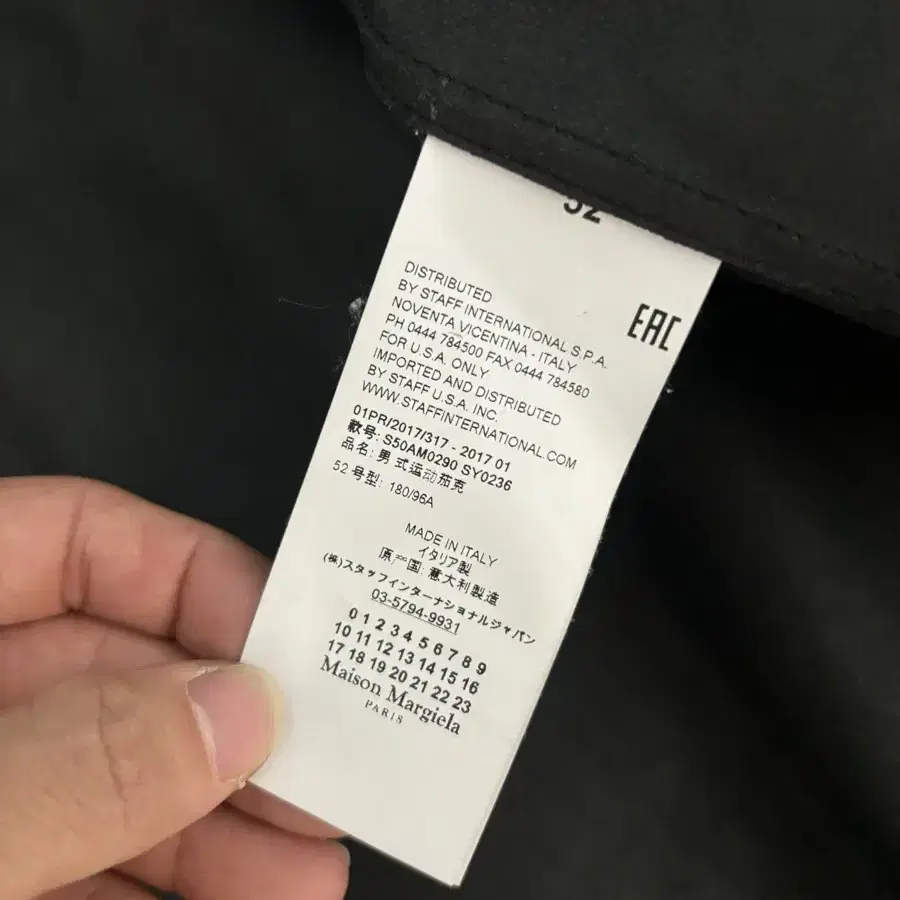 52
EAC
DISTRIBUTED
BY STAFF INTERNATIONAL S.P.A.
NOVENTA VICENTINA - ITALY
PH 0444 784500 FAX 0444 784580
FOR U.S.A. ONLY
IMPORTED AND DISTRIBUTED
BY STAFF U.S.A. INC.
WWW.STAFFINTERNATIONAL.COM
01PR/2017/317 - 2017 01
款号: S50AM0290 SY0236
品名: 男 式运动茄克
52 号型: 180/96A
MADE IN ITALY
イタリア製
原产国: 意大利製造
(株)スタッフインターナショナルジャパン
03-5794-9931
0 1 2 3 4 5 6 7 8 9
10 11 12 13 14 15 16
17 18 19 20 21 22 23
Maison Margiela
PARIS